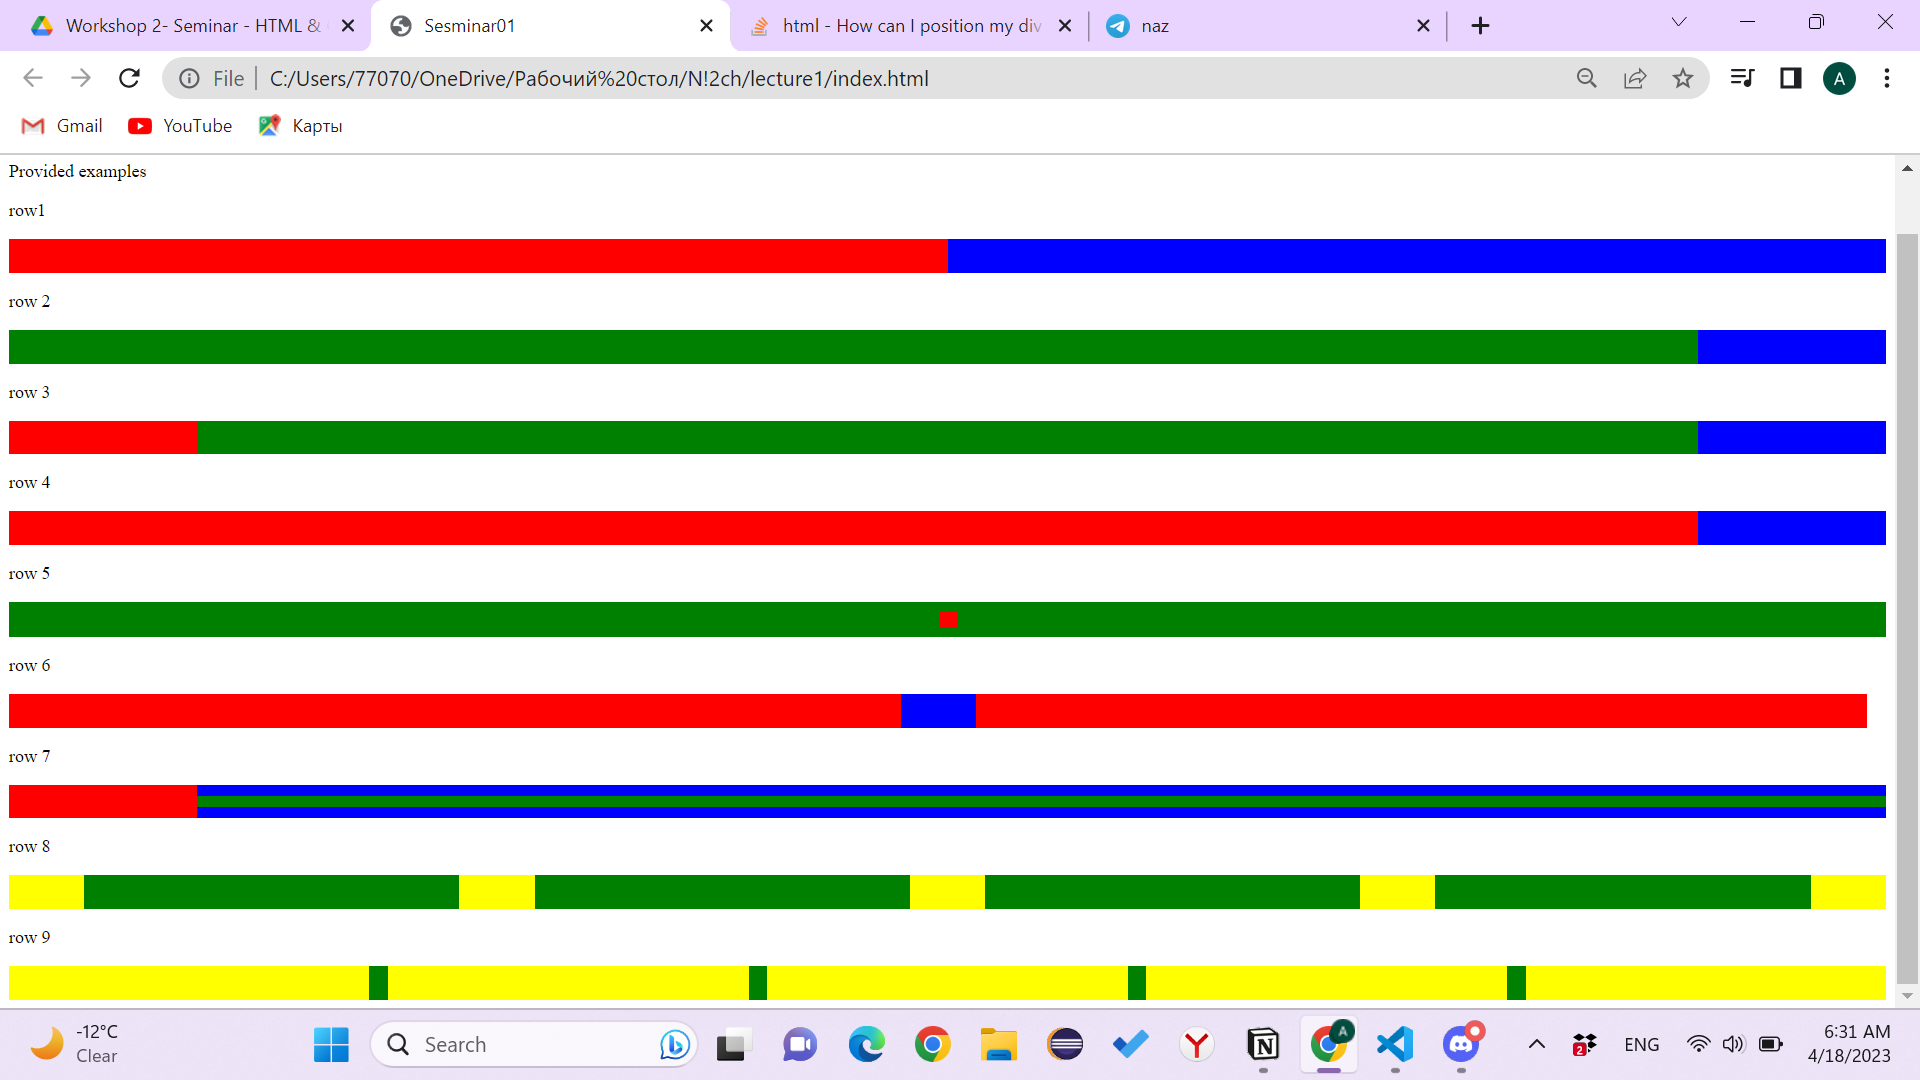 Workshop 2- Seminar - HTML &
Sesminar01
html - How can I position my div
naz
File
C:/Users/77070/OneDrive/Рабочий%20стол/N!2ch/lecture1/index.html
A
Gmail
YouTube
Карты
Provided examples
row1
row 2
row 3
row 4
row 5
row 6
row 7
row 8
row 9
-12°C
Clear
Search
A
2
ENG
6:31 AM
4/18/2023